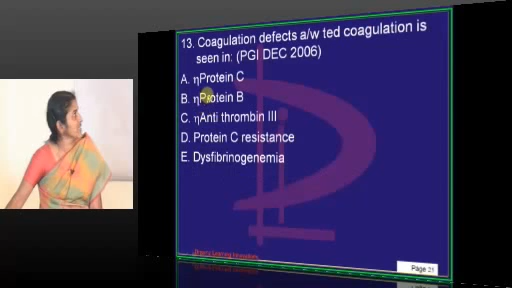 13. Coagulation defects a/w ted coagulation is
seen in: (PGI DEC 2006)
A. ηProtein C
B. ηProtein B
C. ηAnti thrombin III
D. Protein C resistance
E. Dysfibrinogenemia
Page 21